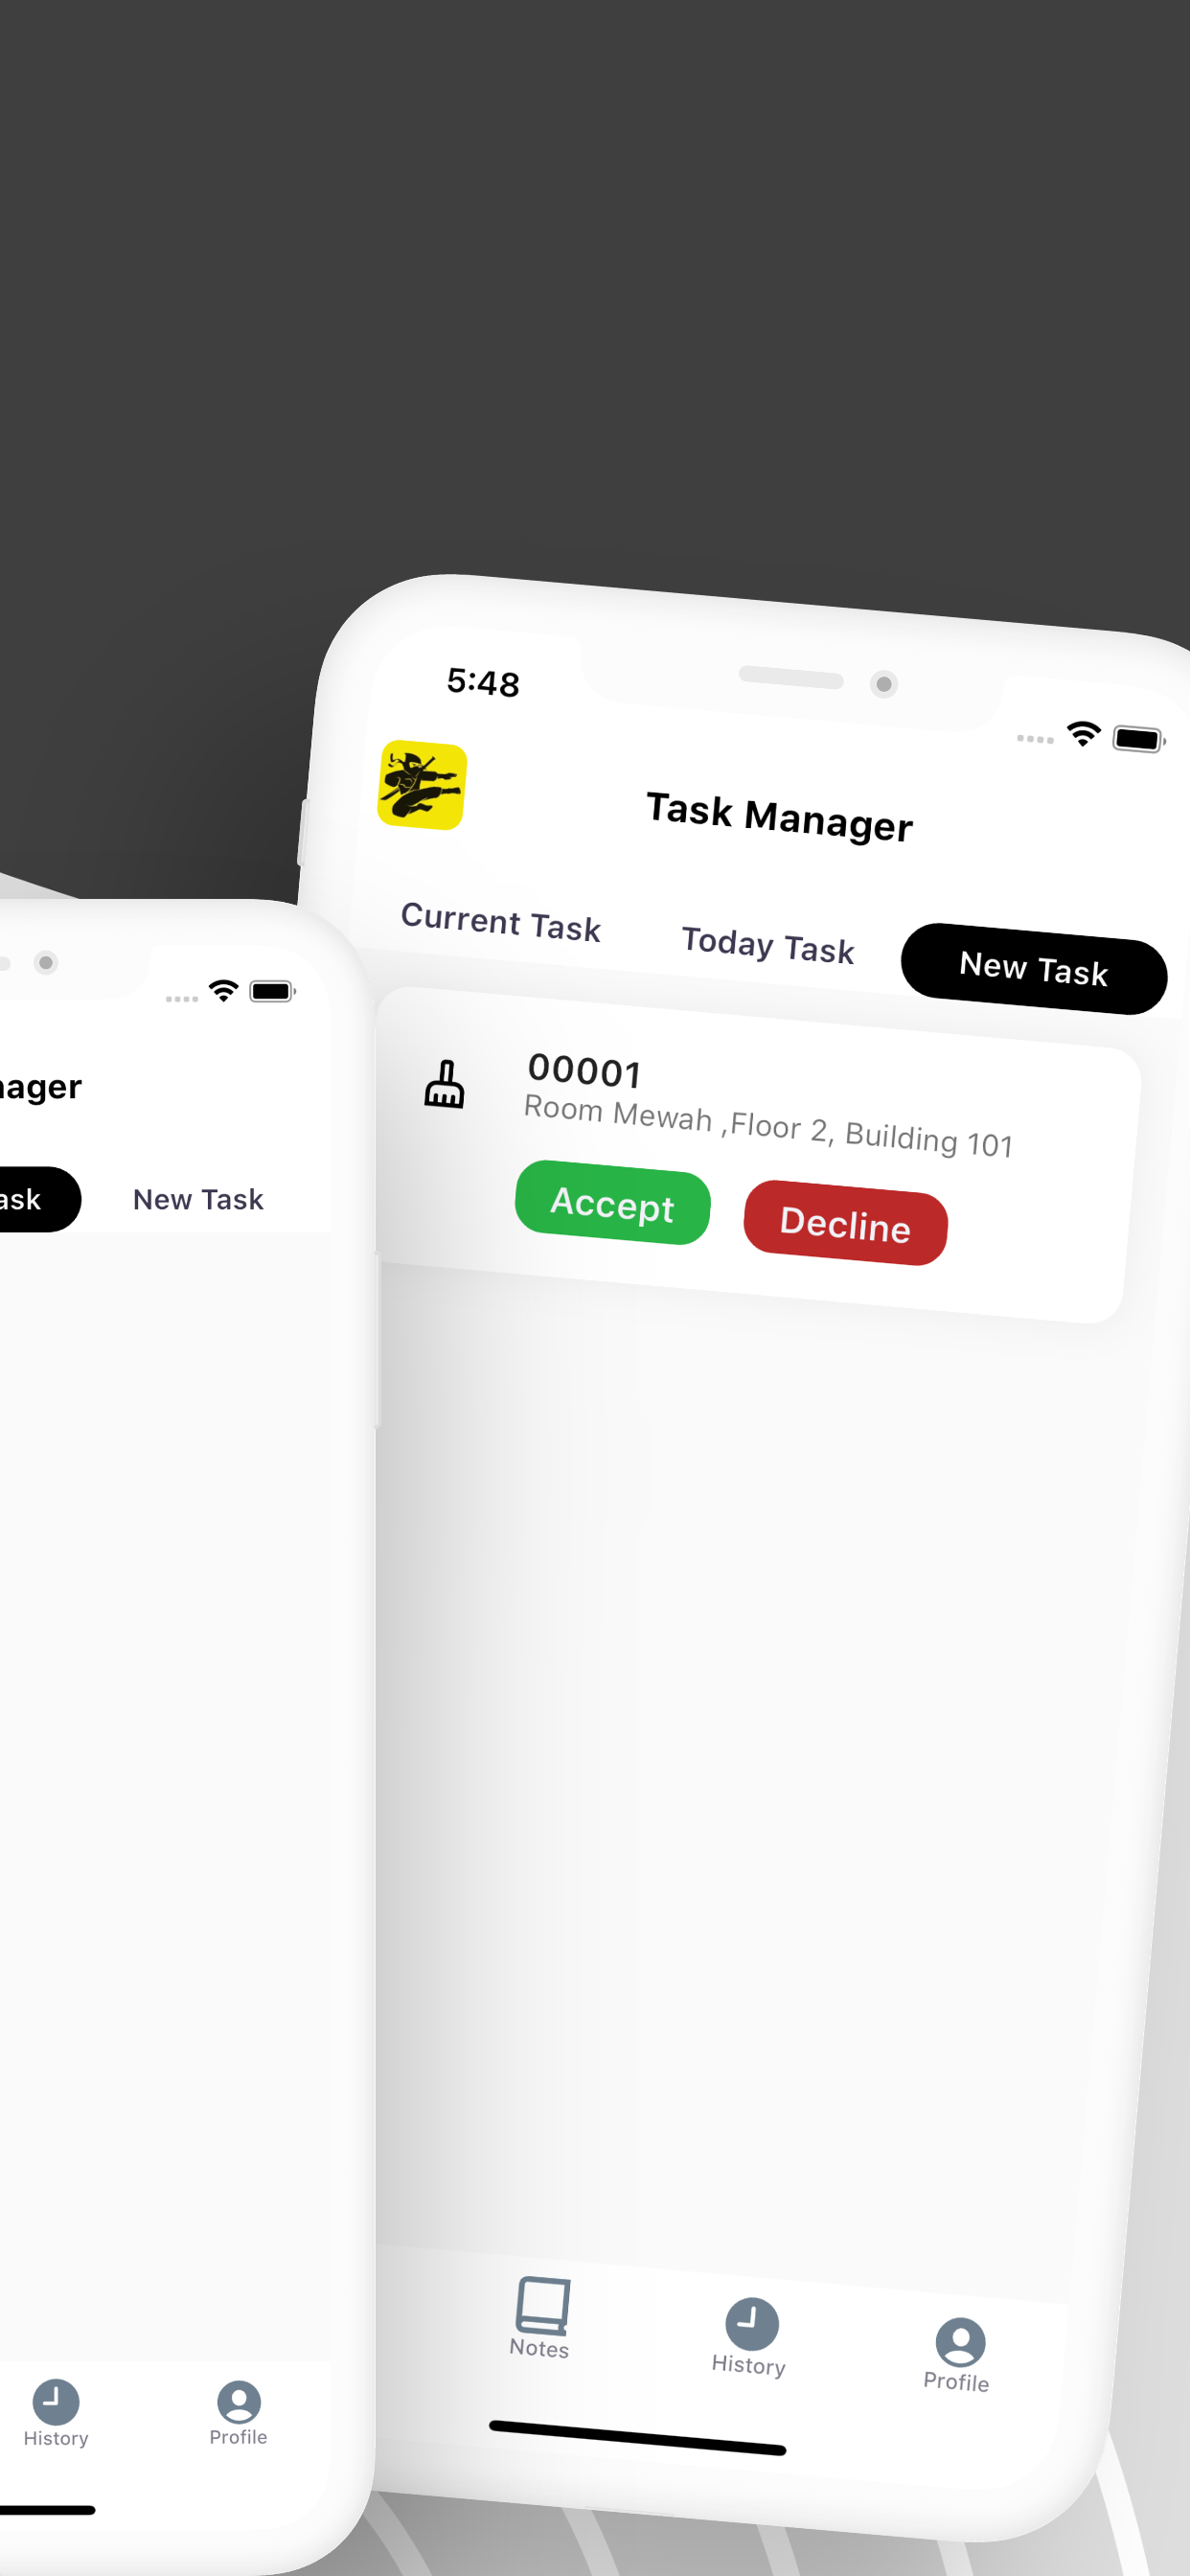 5:48
Task Manager
Current Task
Today Task
New Task
00001
Room Mewah ,Floor 2, Building 101
Accept
Decline
Notes
History
Profile
nager
ask
New Task
History
Profile